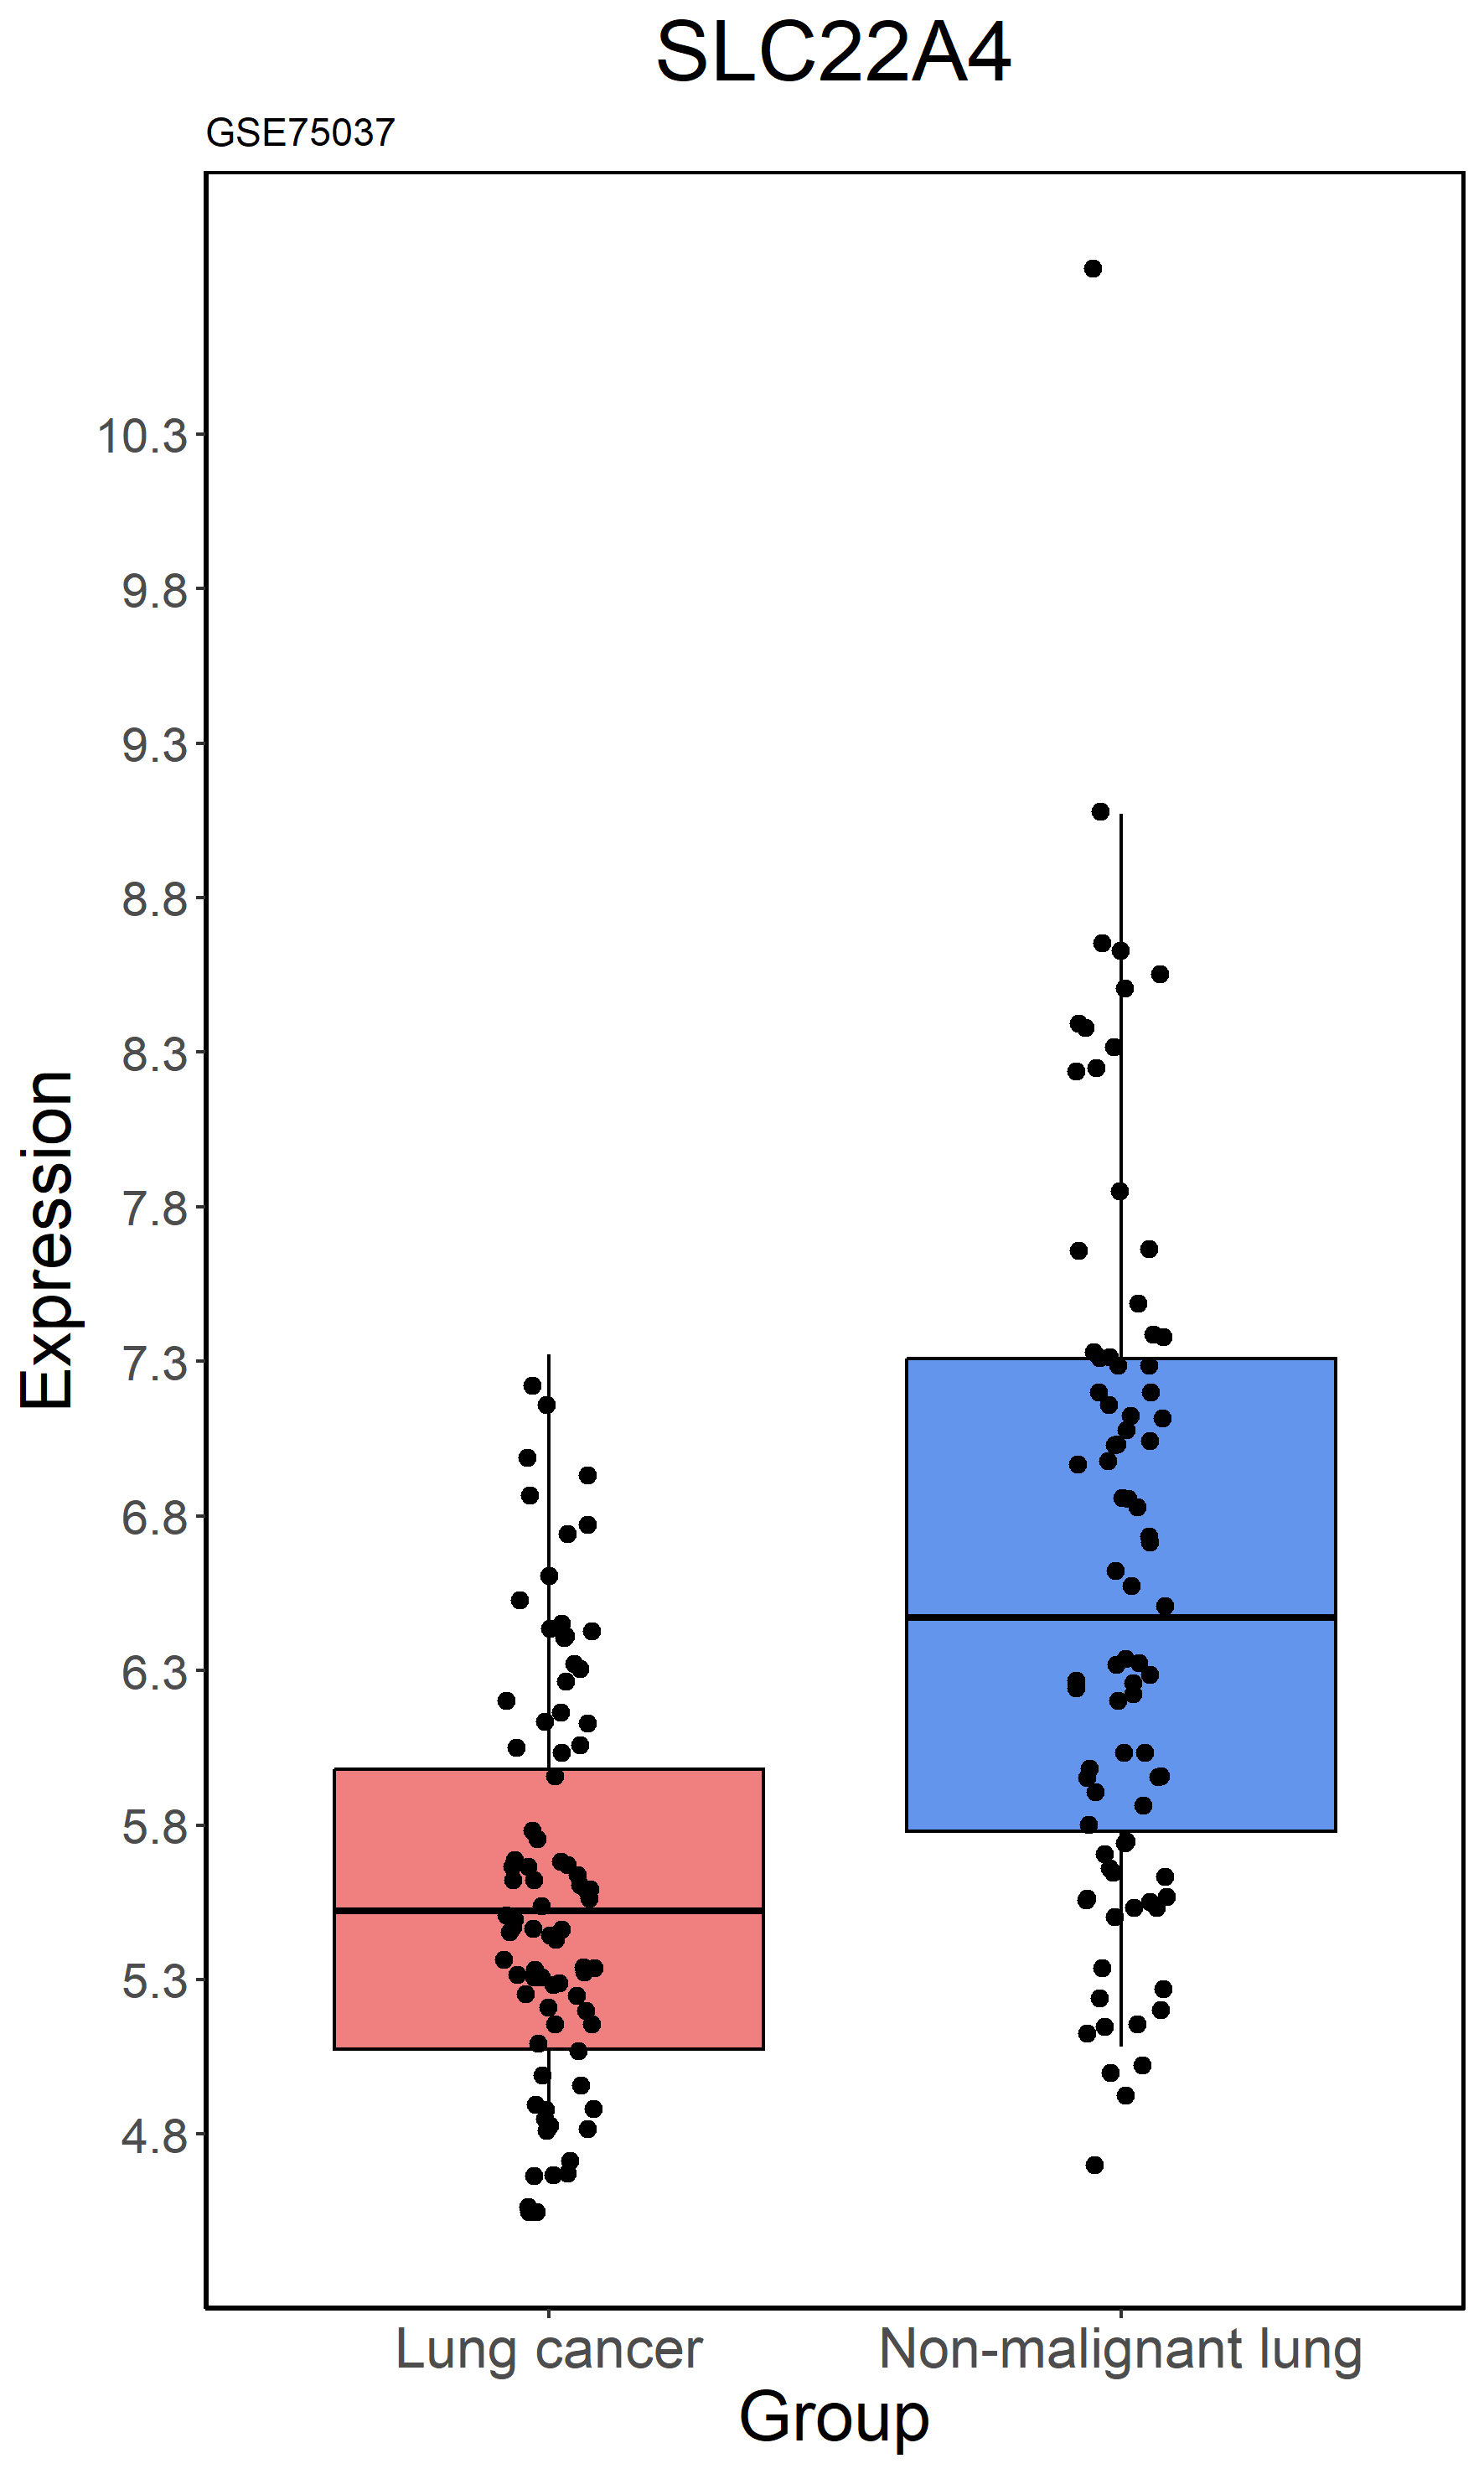 SLC22A4
GSE75037
10.3
9.8
9.3
8.8
8.3
7.8
7.3
6.8
6.3
5.8
5.3
4.8
Expression
Lung cancer
Non-malignant lung
Group